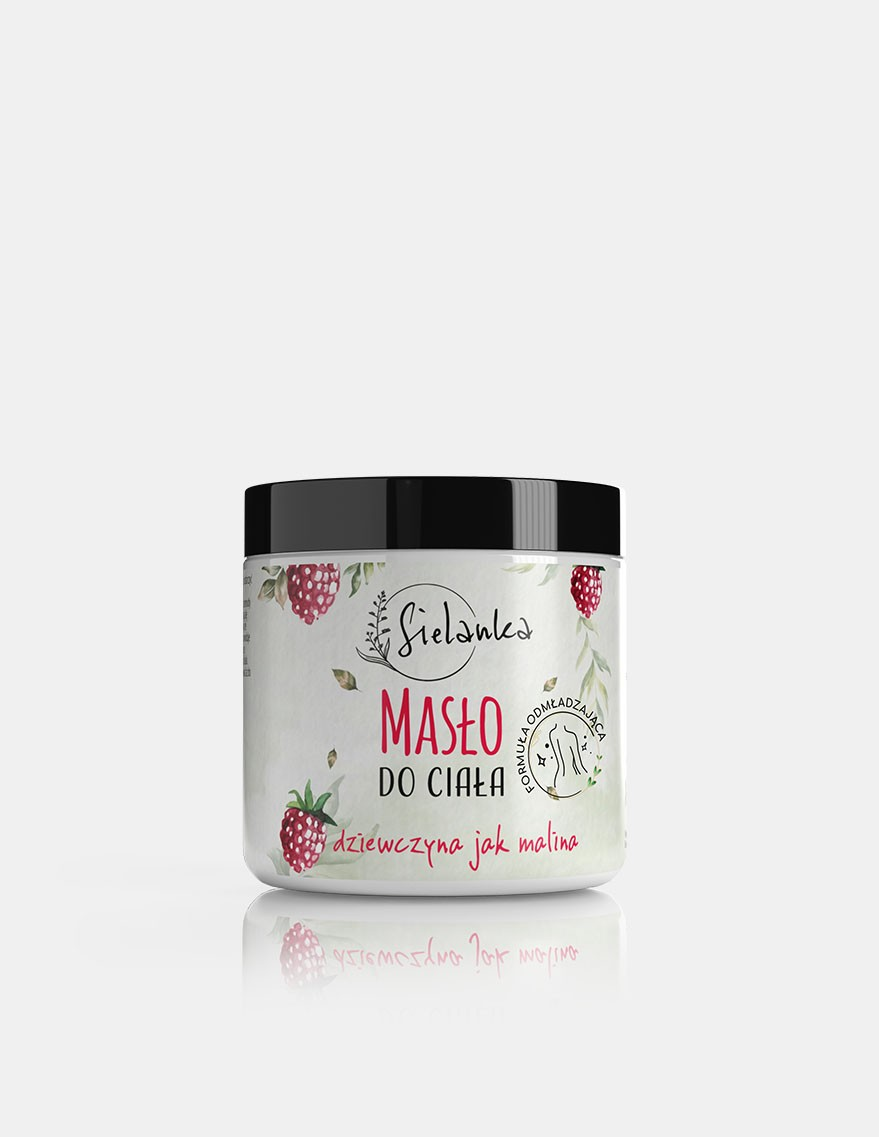 Sielanka
MASŁO
DO CIAŁA
FORMUŁA ODMŁADZAJĄCA
dziewczyna jak malina